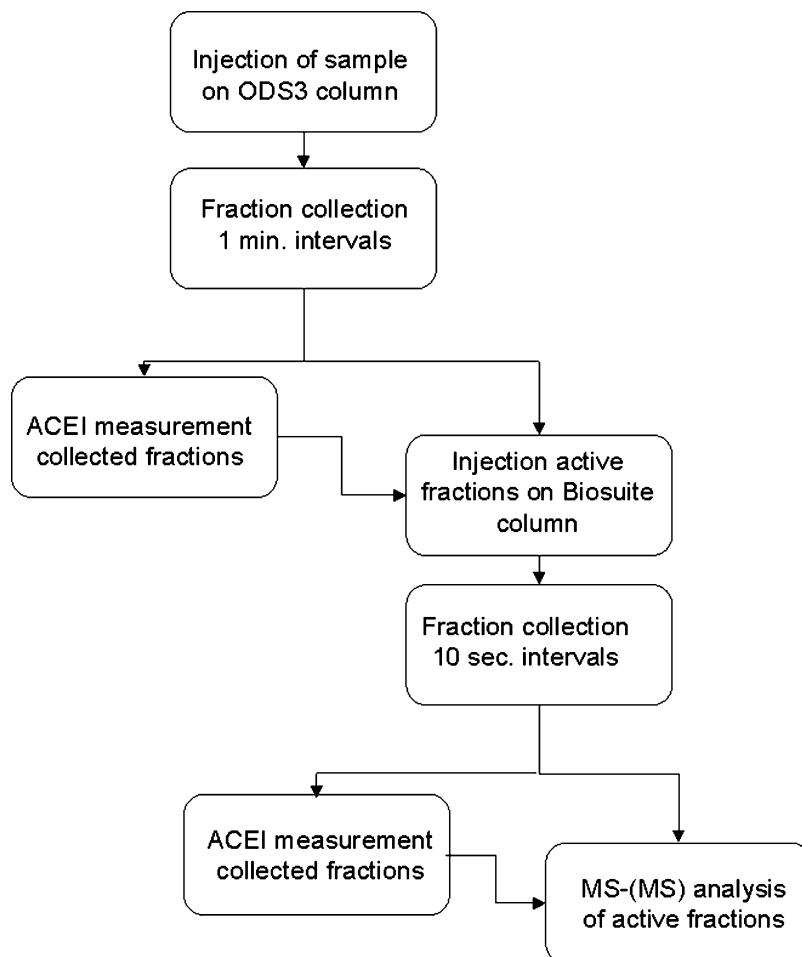 Injection of sample
on ODS3 column
Fraction collection
1 min. intervals
ACEI measurement
collected fractions
Injection active
fractions on Biosuite
column
Fraction collection
10 sec. intervals
ACEI measurement
collected fractions
MS-(MS) analysis
of active fractions